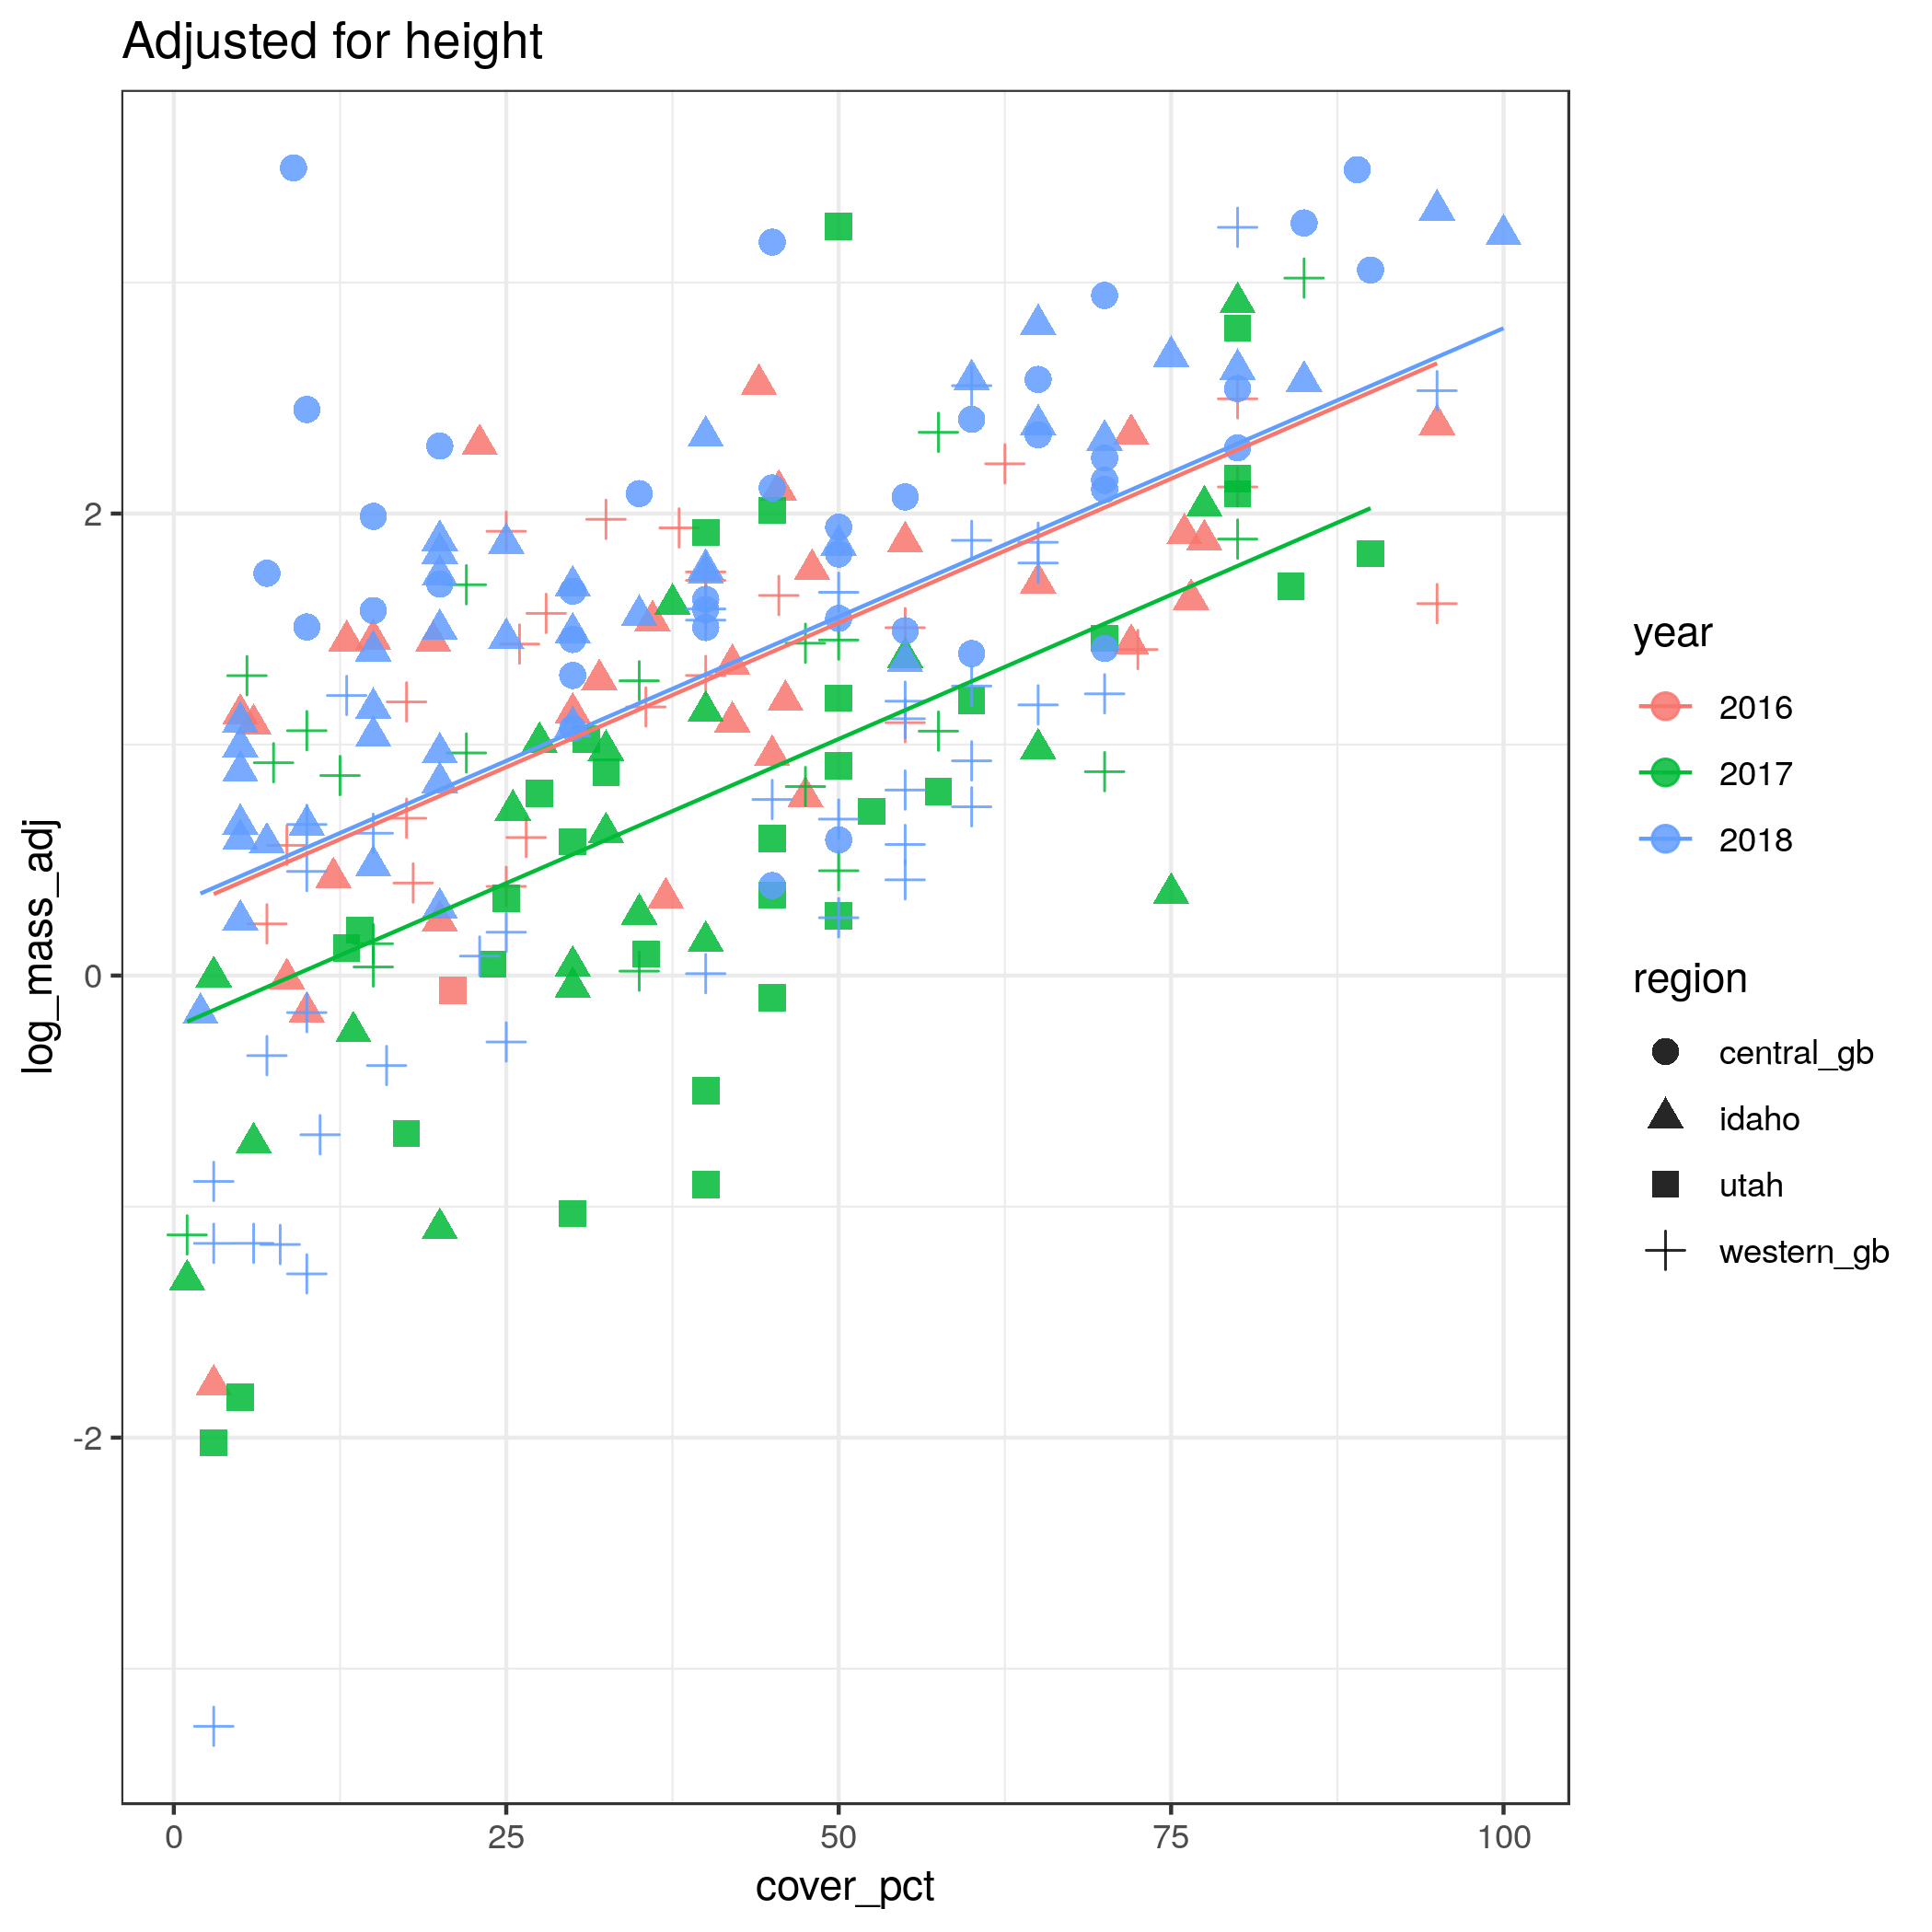 Adjusted for height
log_mass_adj
2
0
-2
0
25
50
75
100
cover_pct
year
2016
2017
2018
region
central_gb
idaho
utah
western_gb